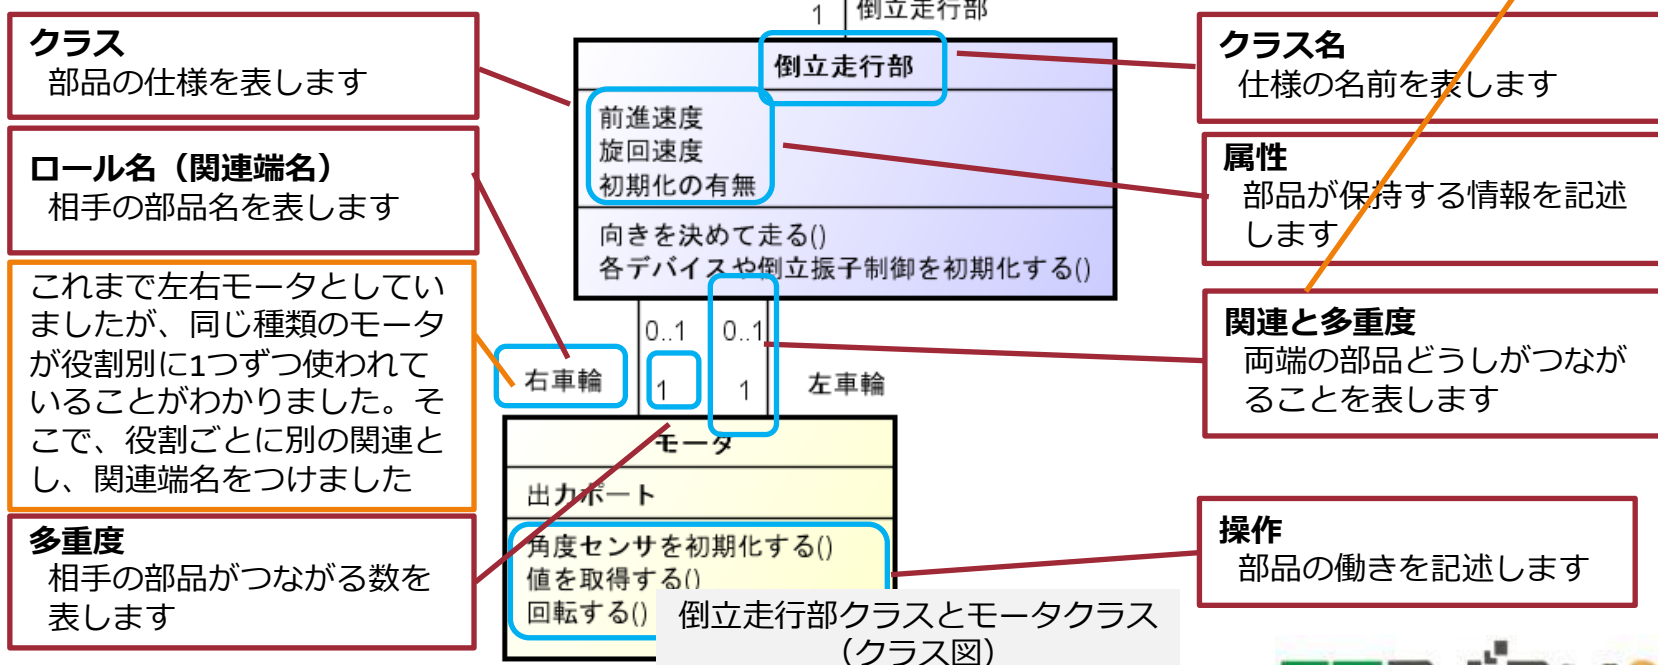 1
倒立走行部
クラス
部品の仕様を表します
倒立走行部
クラス名
仕様の名前を表します
前進速度
旋回速度
初期化の有無
ロール名（関連端名）
相手の部品名を表します
属性
部品が保持する情報を記述
します
向きを決めて走る()
各デバイスや倒立振子制御を初期化する()
これまで左右モータとしてい
ましたが、同じ種類のモータ
が役割別に1つずつ使われて
いることがわかりました。そ
こで、役割ごとに別の関連と
し、関連端名をつけました
0..1
0..1
右車輪
1
1
左車輪
関連と多重度
両端の部品どうしがつなが
ることを表します
モータ
出力ポート
角度センサを初期化する()
値を取得する()
回転する()
多重度
相手の部品がつながる数を
表します
操作
部品の働きを記述します
倒立走行部クラスとモータクラス
（クラス図）